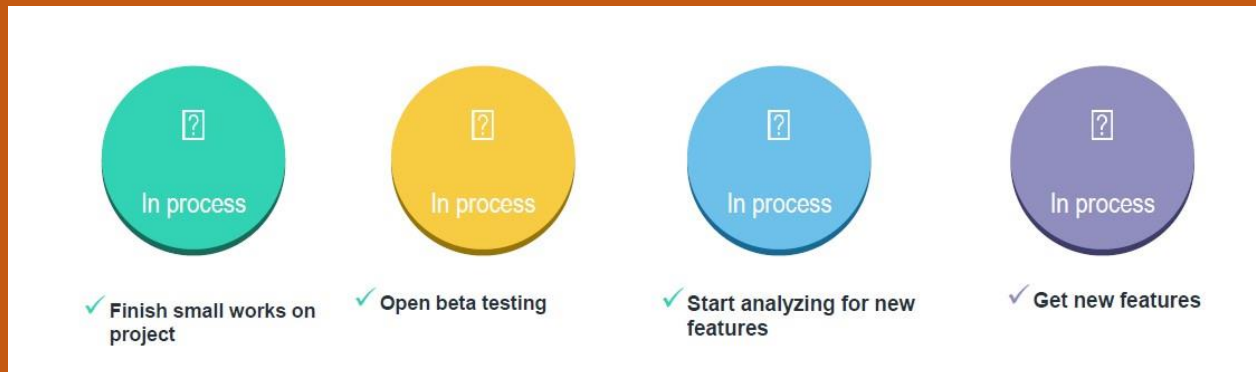 In process
In process
In process
In process
Finish small works on
project
Open beta testing
Start analyzing for new
features
Get new features